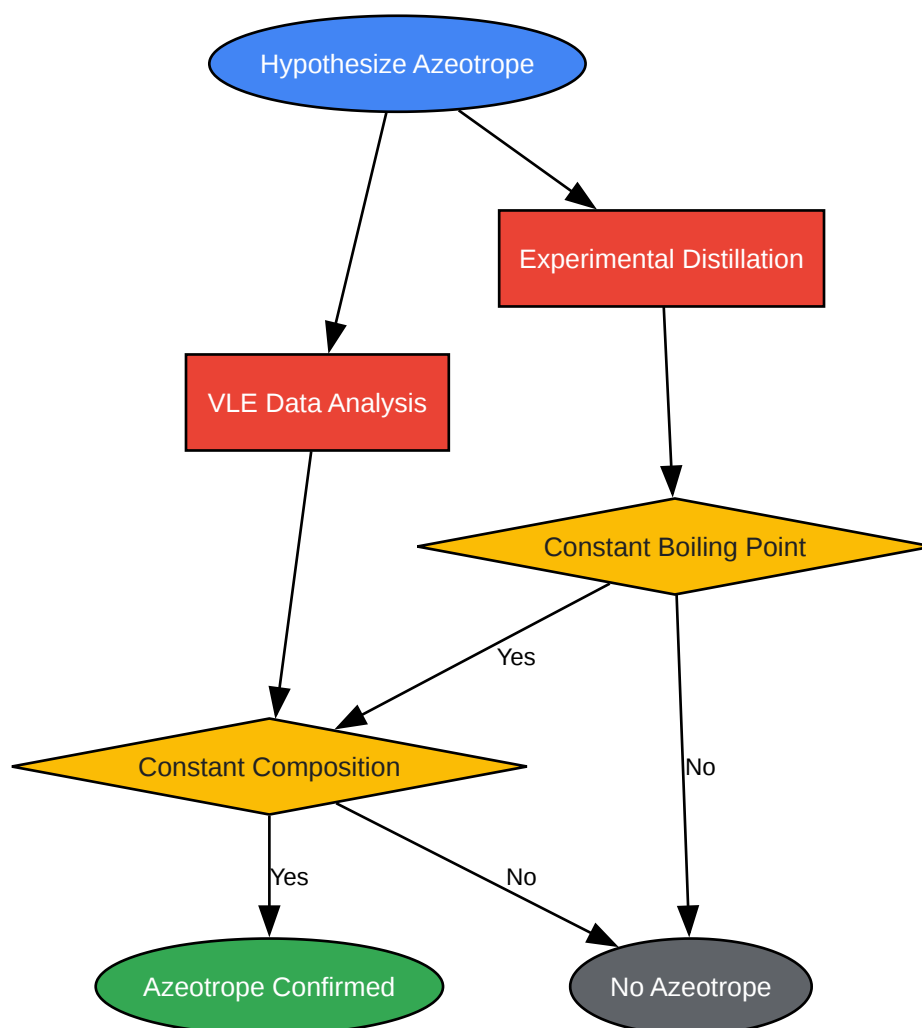 Hypothesize Azeotrope
Experimental Distillation
VLE Data Analysis
Constant Boiling Point
Yes
Constant Composition
No
Yes
No
Azeotrope Confirmed
No Azeotrope